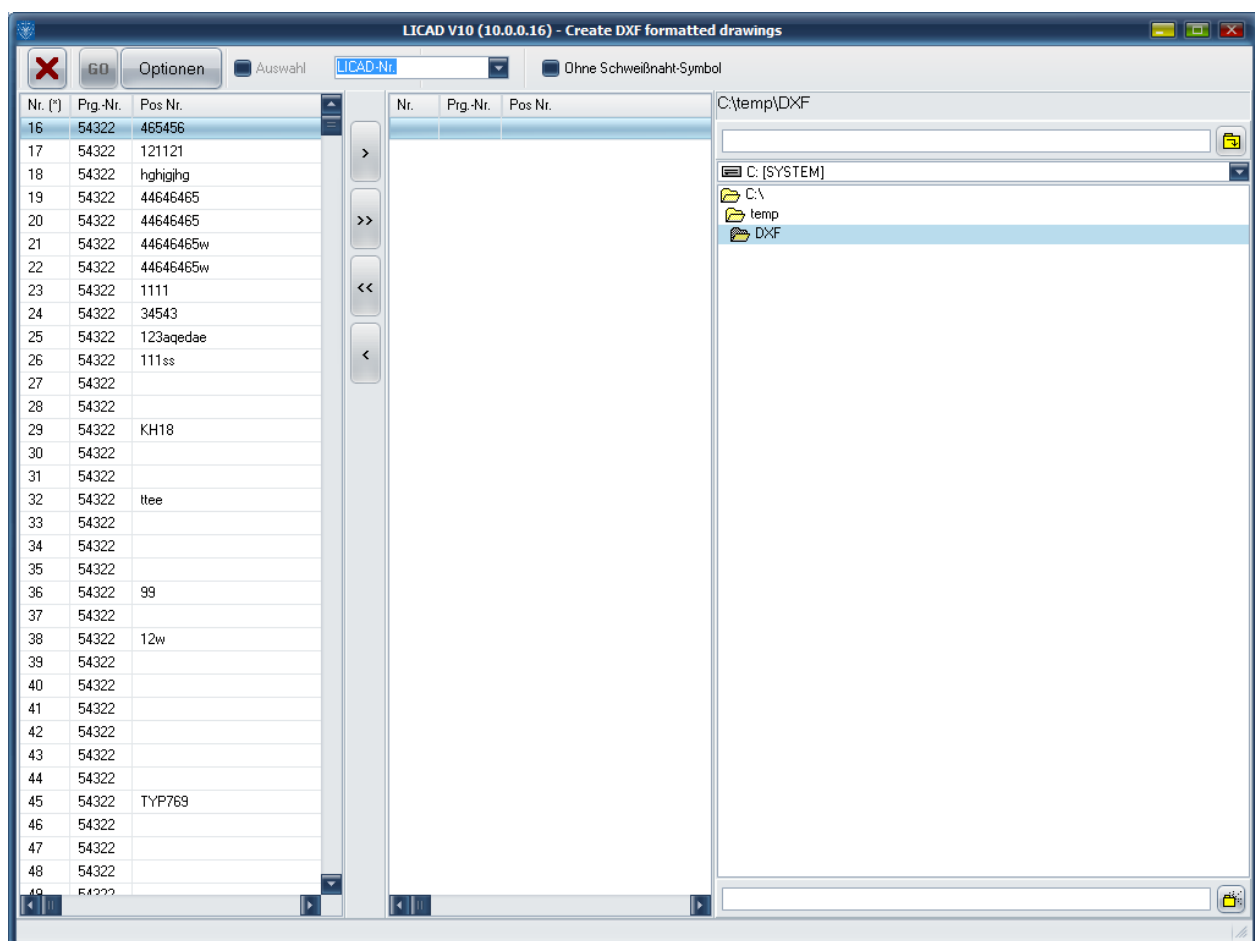 LICAD V10 (10.0.0.16) - Create DXF formatted drawings
GO Optionen Auswahl LICAD-Nr. Ohne Schweißnaht-Symbol
Nr. (*) Prg.-Nr. Pos Nr. Nr. Prg.-Nr. Pos Nr. C:\temp\DXF
16 54322 465456
17 54322 121121
18 54322 hghjgjhg
19 54322 44646465
20 54322 44646465
21 54322 44646465w
22 54322 44646465w
23 54322 1111
24 54322 34543
25 54322 123aqedae
26 54322 111ss
27 54322
28 54322
29 54322 KH18
30 54322
31 54322
32 54322 ttee
33 54322
34 54322
35 54322
36 54322 99
37 54322
38 54322 12w
39 54322
40 54322
41 54322
42 54322
43 54322
44 54322
45 54322 TYP769
46 54322
47 54322
48 54322
49 54322
>
>>
<<
<
C: [SYSTEM]
C:\
temp
DXF